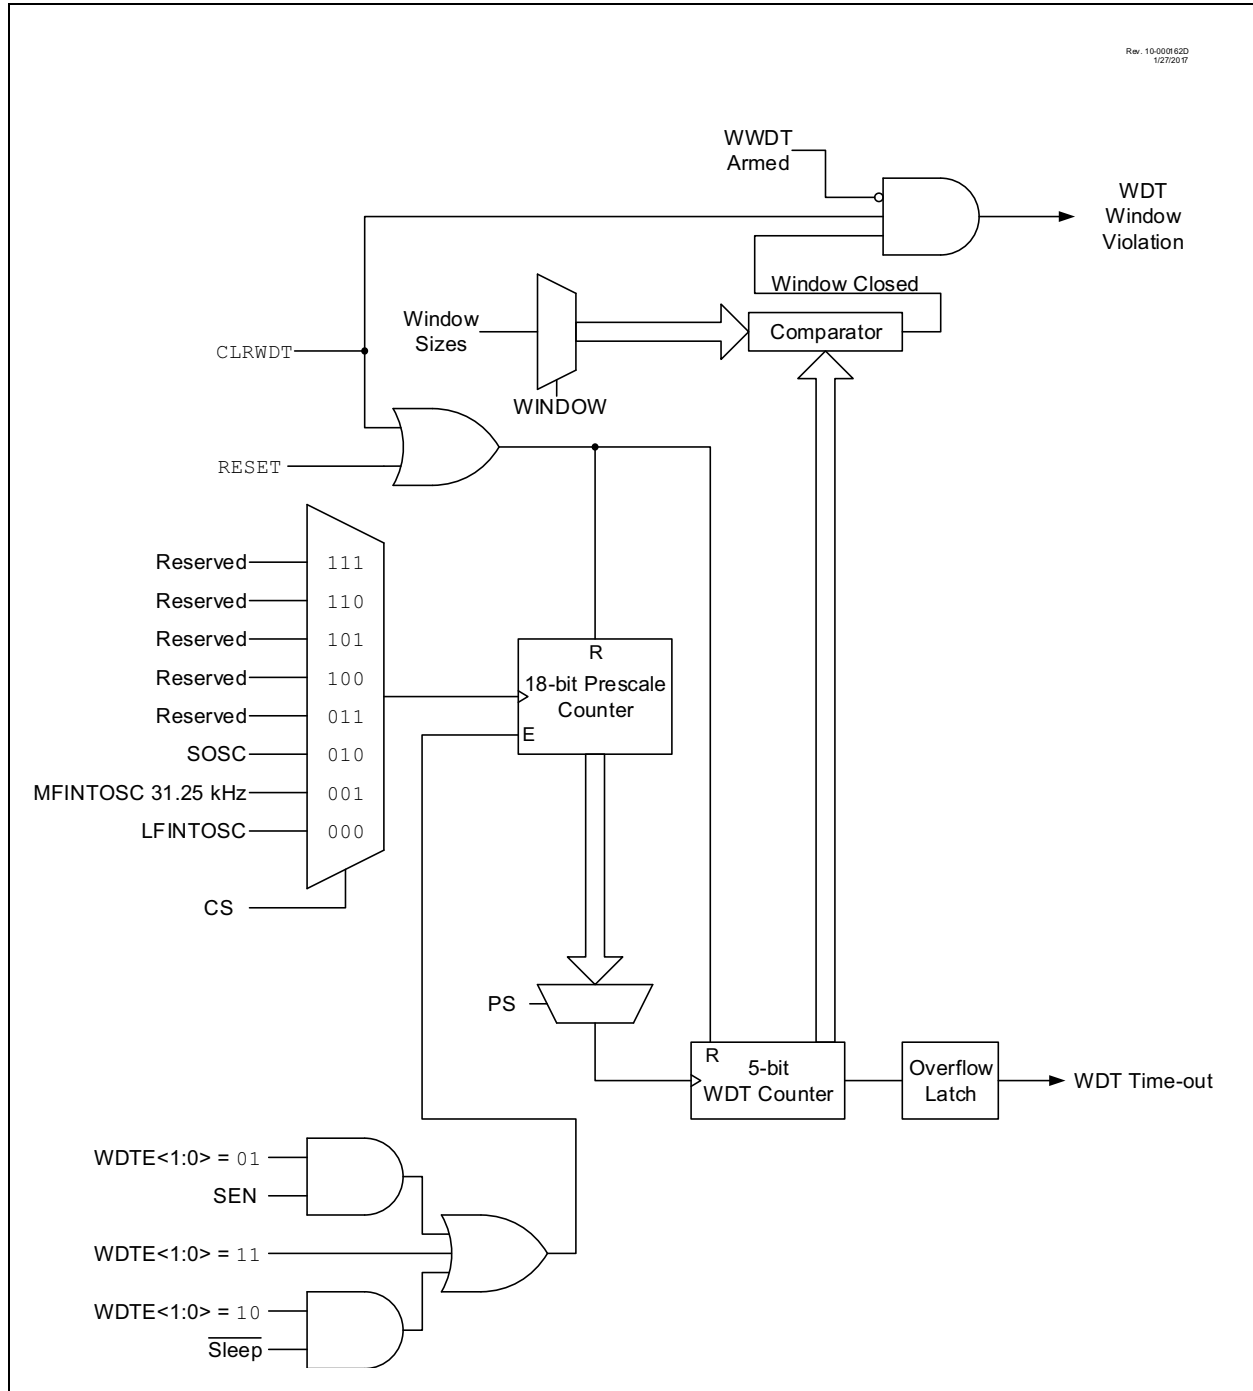 Rev. 10-000162D
1/27/2017
WWDT
Armed
WDT
Window
Violation
Window Closed
Window
Sizes
Comparator
CLRWDT
WINDOW
RESET
Reserved
111
Reserved
110
Reserved
101
Reserved
100
Reserved
011
SOSC
010
MFINTOSC 31.25 kHz
001
LFINTOSC
000
CS
R
18-bit Prescale
Counter
E
PS
R
5-bit
WDT Counter
Overflow
Latch
WDT Time-out
WDTE<1:0> = 01
SEN
WDTE<1:0> = 11
WDTE<1:0> = 10
Sleep